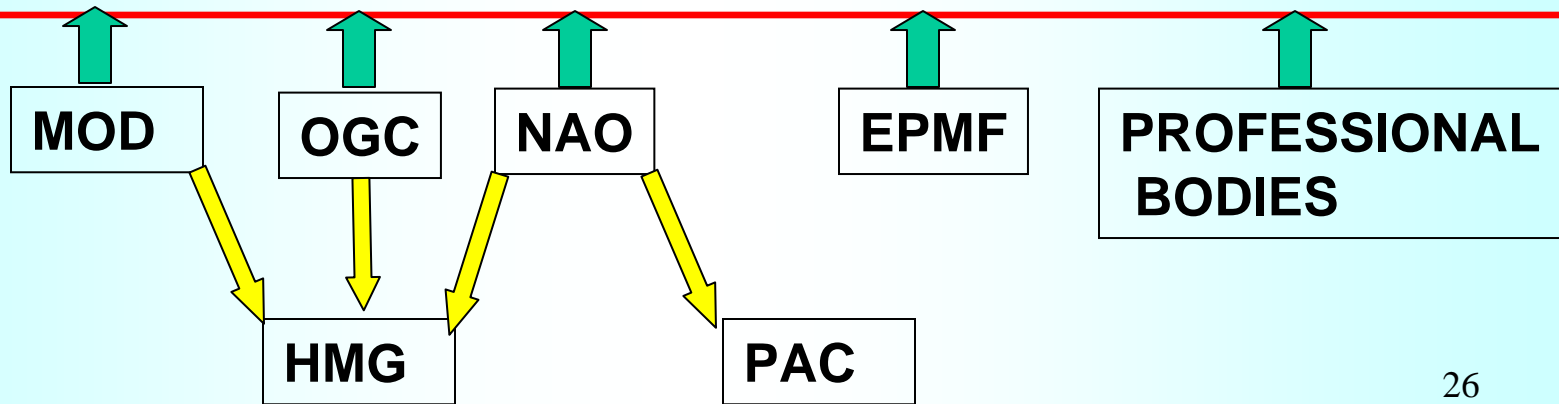 MOD
OGC
NAO
EPMF
PROFESSIONAL
BODIES
HMG
PAC
26